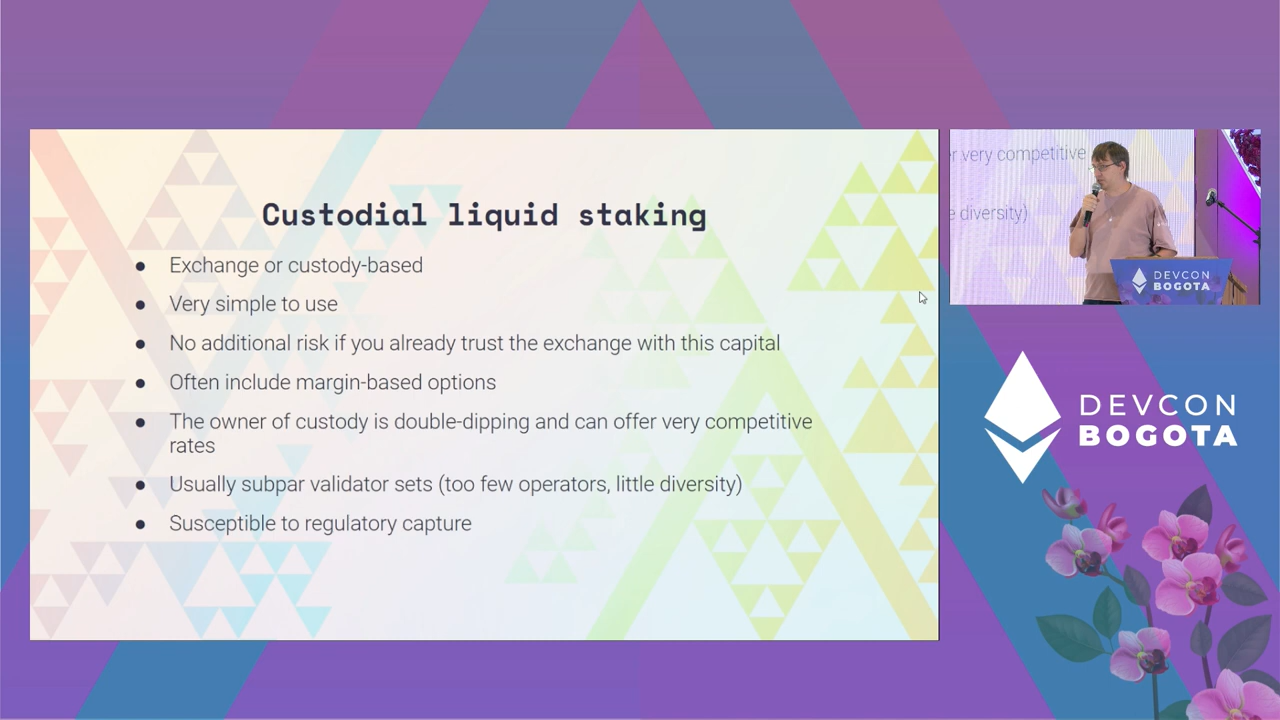 Custodial liquid staking
● Exchange or custody-based
● Very simple to use
● No additional risk if you already trust the exchange with this capital
● Often include margin-based options
● The owner of custody is double-dipping and can offer very competitive
rates
● Usually subpar validator sets (too few operators, little diversity)
● Susceptible to regulatory capture
r very competitive
e diversity)
DEVCON
BOGOTA
DEVCON
BOGOTA